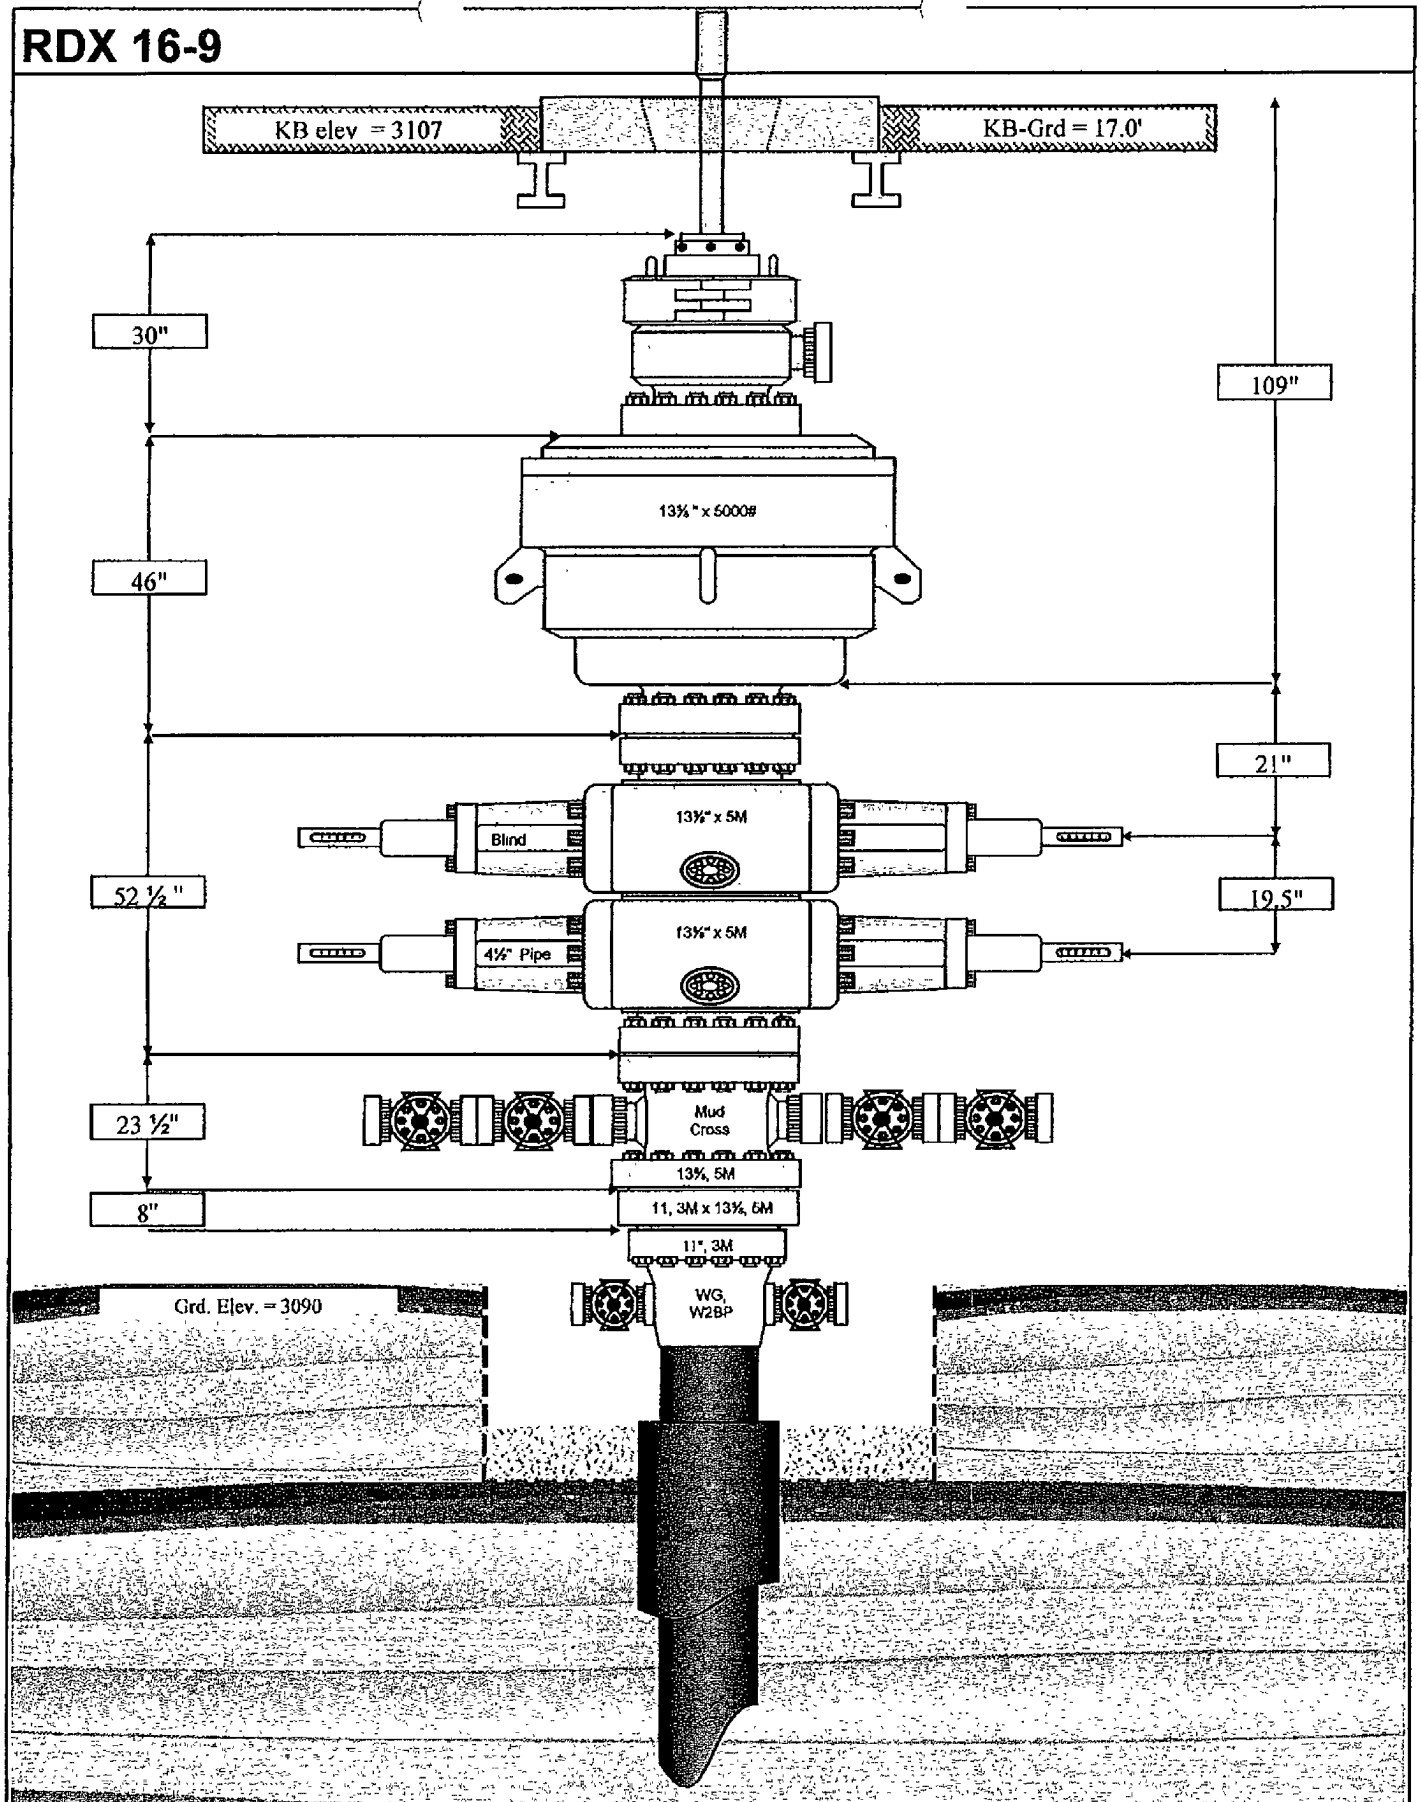 RDX 16-9
KB elev = 3107
KB-Grd = 17.0'
30"
109"
13⅝" x 5000#
46"
21"
13⅝" x 5M
Blind
52 ½"
19.5"
13⅝" x 5M
4½" Pipe
23 ½"
Mud
Cross
13⅝, 5M
8"
11, 3M x 13⅝, 5M
11", 3M
Grd. Elev. = 3090
WG,
W2BP